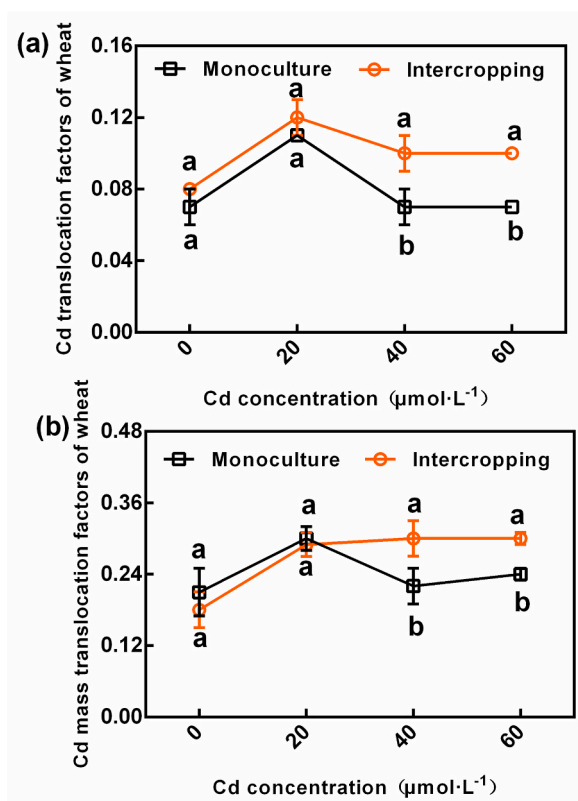 (a)
Cd translocation factors of wheat
0.16
0.12
0.08
0.04
0.00
Monoculture
Intercropping
a
a
a
a
a
a
b
b
0
20
40
60
Cd concentration (μmol·L⁻¹)
(b)
Cd mass translocation factors of wheat
0.48
0.36
0.24
0.12
0.00
Monoculture
Intercropping
a
a
a
a
a
a
b
b
0
20
40
60
Cd concentration (μmol·L⁻¹)